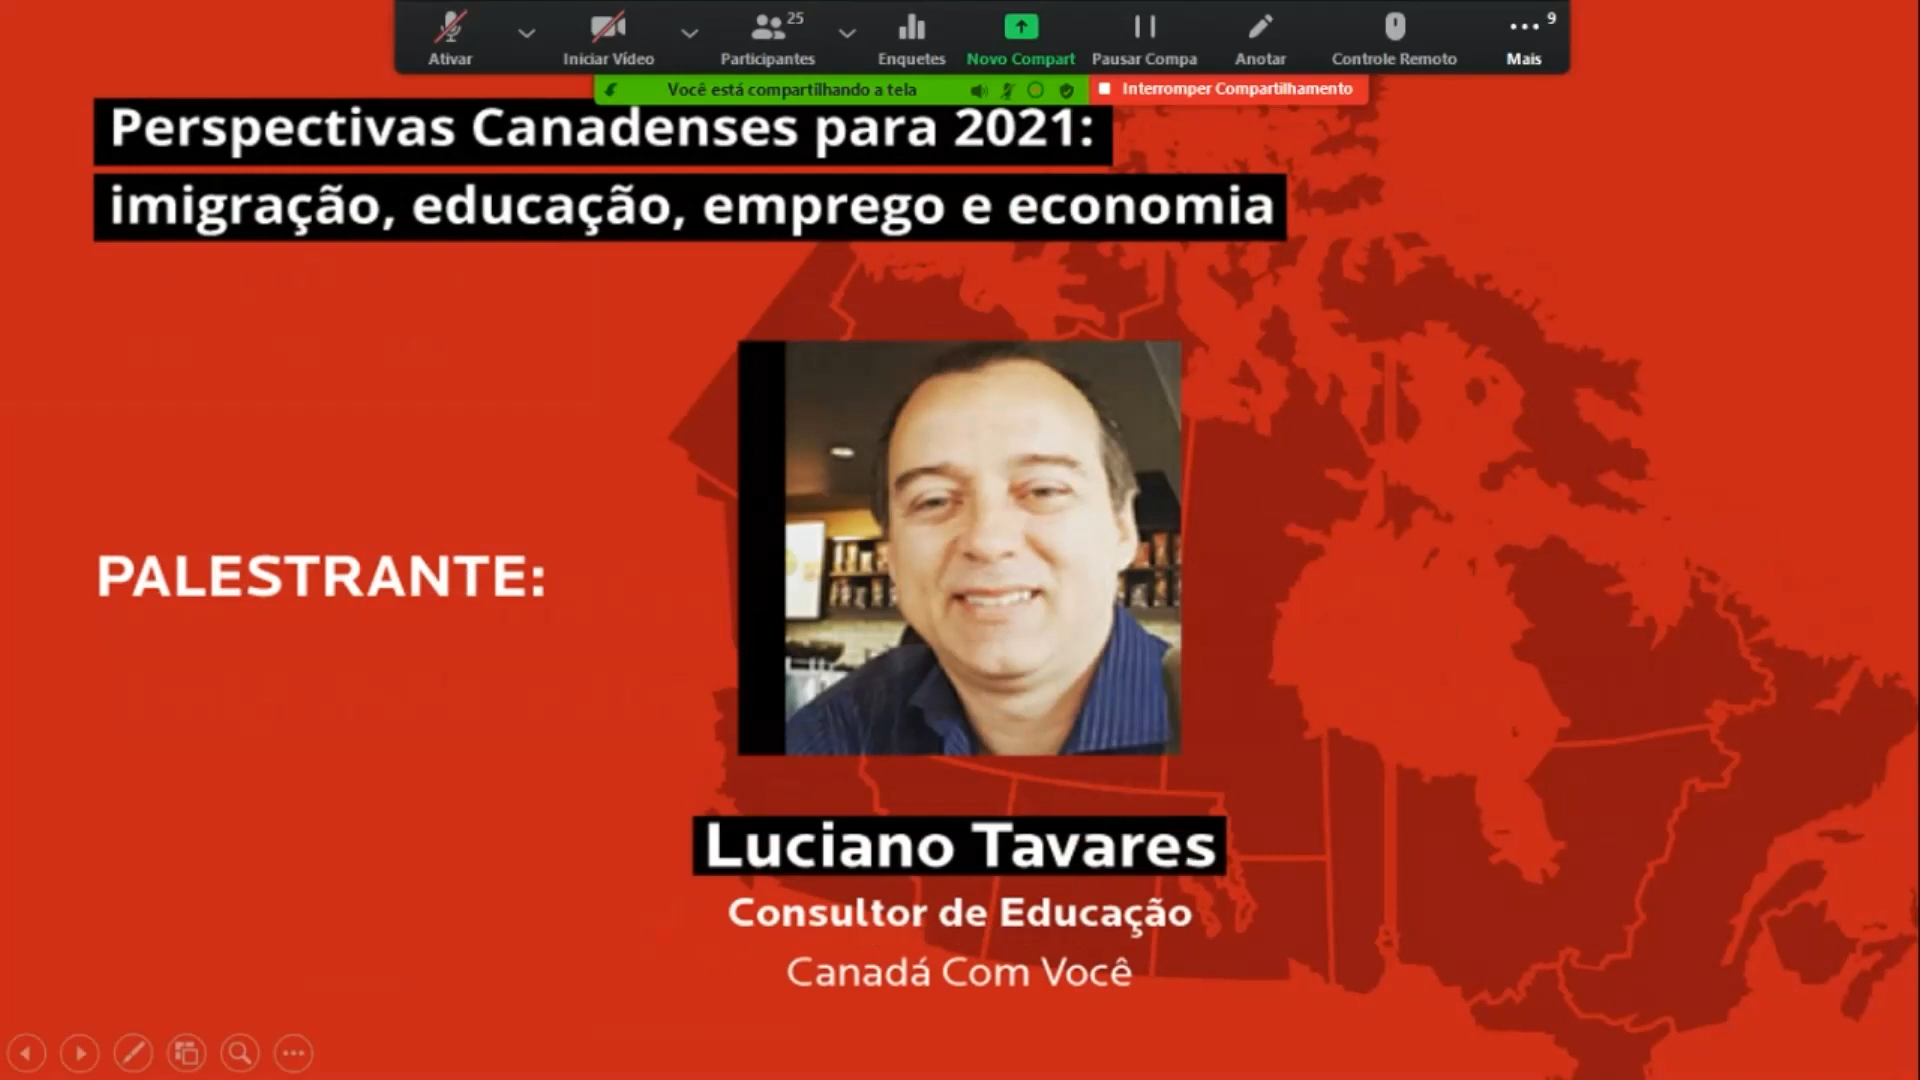 25
9
Ativar
Iniciar Vídeo
Participantes
Enquetes
Novo Compart
Pausar Compa
Anotar
Controle Remoto
Mais
Você está compartilhando a tela
Interromper Compartilhamento
Perspectivas Canadenses para 2021:
imigração, educação, emprego e economia
PALESTRANTE:
Luciano Tavares
Consultor de Educação
Canadá Com Você